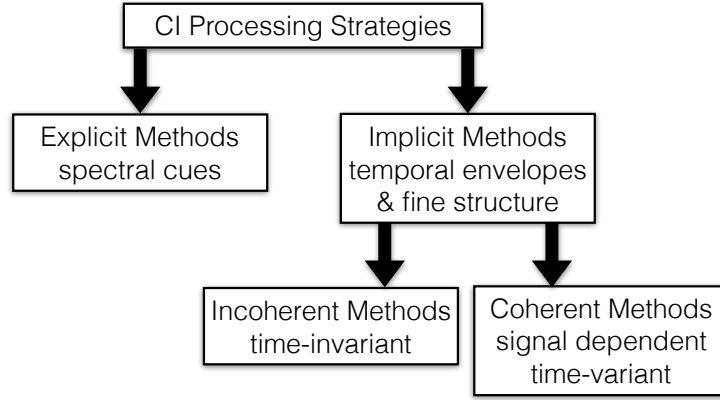 CI Processing Strategies
Explicit Methods
spectral cues
Implicit Methods
temporal envelopes
& fine structure
Incoherent Methods
time-invariant
Coherent Methods
signal dependent
time-variant